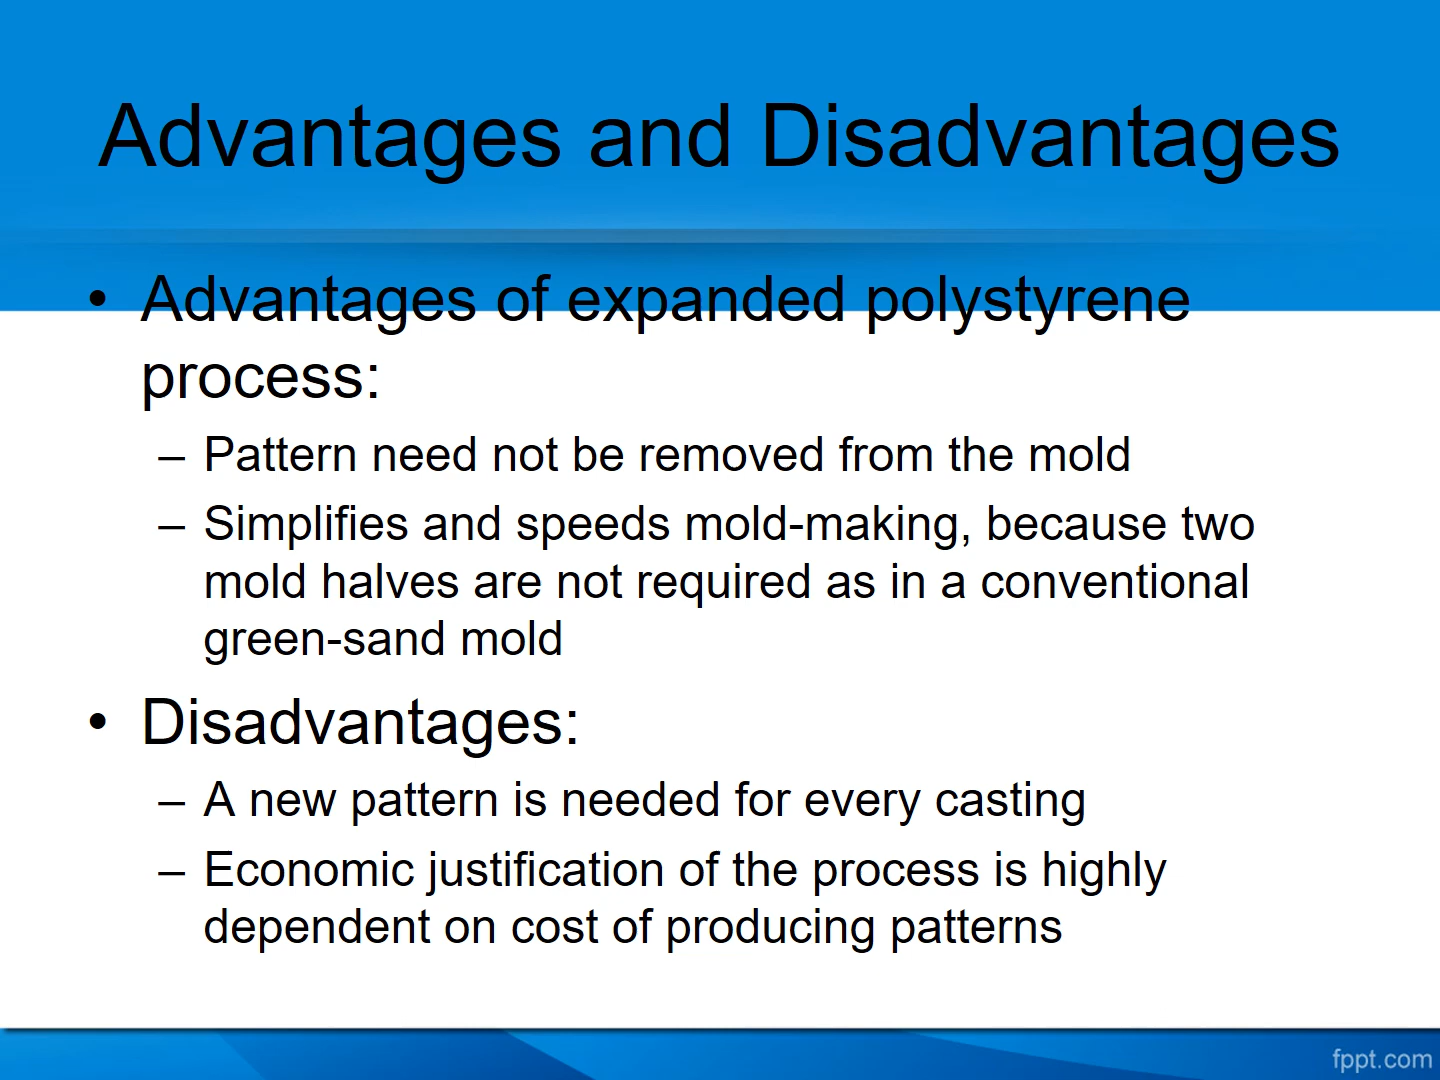 Advantages and Disadvantages
• Advantages of expanded polystyrene
process:
– Pattern need not be removed from the mold
– Simplifies and speeds mold-making, because two
mold halves are not required as in a conventional
green-sand mold
• Disadvantages:
– A new pattern is needed for every casting
– Economic justification of the process is highly
dependent on cost of producing patterns
fppt.com